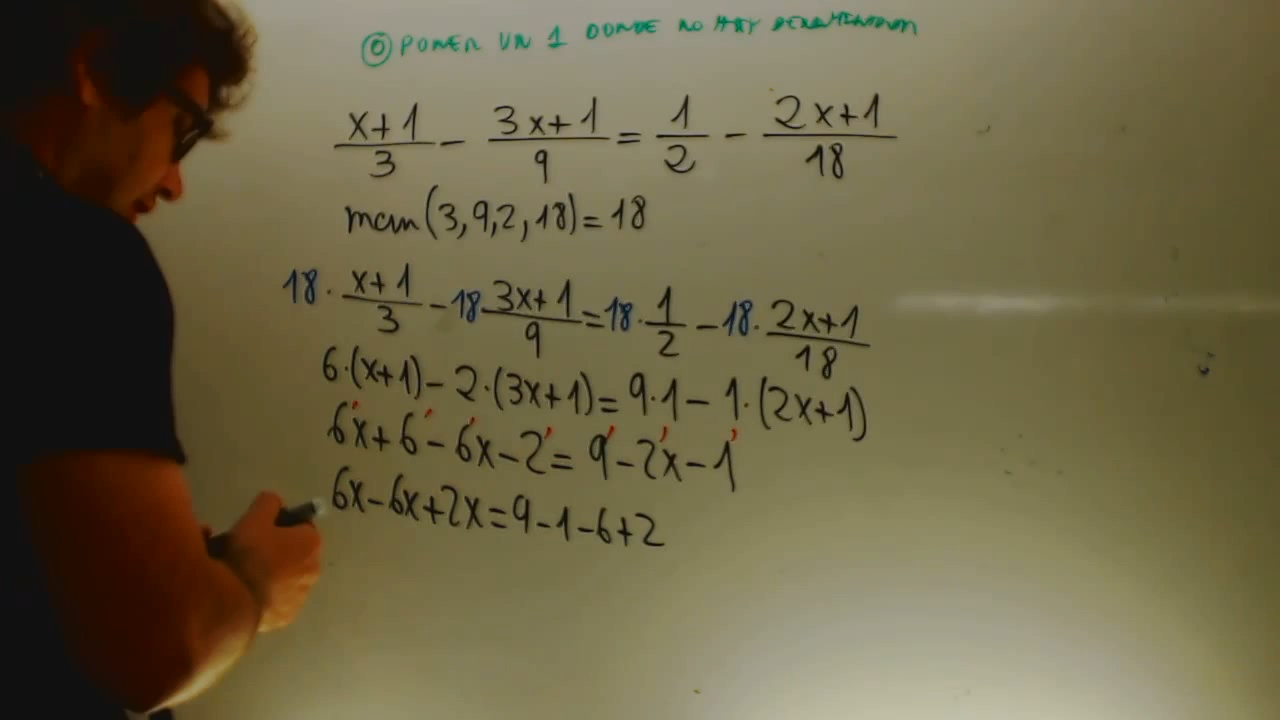 ⓪ PONER UN 1 DONDE NO HAY DENOMINADOR
x+1/3 - 3x+1/9 = 1/2 - 2x+1/18
mcm(3,9,2,18)=18
18·x+1/3 - 18·3x+1/9 = 18·1/2 - 18·2x+1/18
6·(x+1)-2·(3x+1)=9·1-1·(2x+1)
6x+6-6x-2=9-2x-1
6x-6x+2x=9-1-6+2